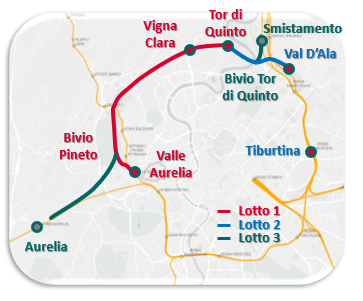 Tor di
Quinto
Smistamento
Vigna
Clara
Val D'Ala
Bivio Tor
di Quinto
Bivio
Pineto
Valle
Aurelia
Tiburtina
Aurelia
Lotto 1
Lotto 2
Lotto 3